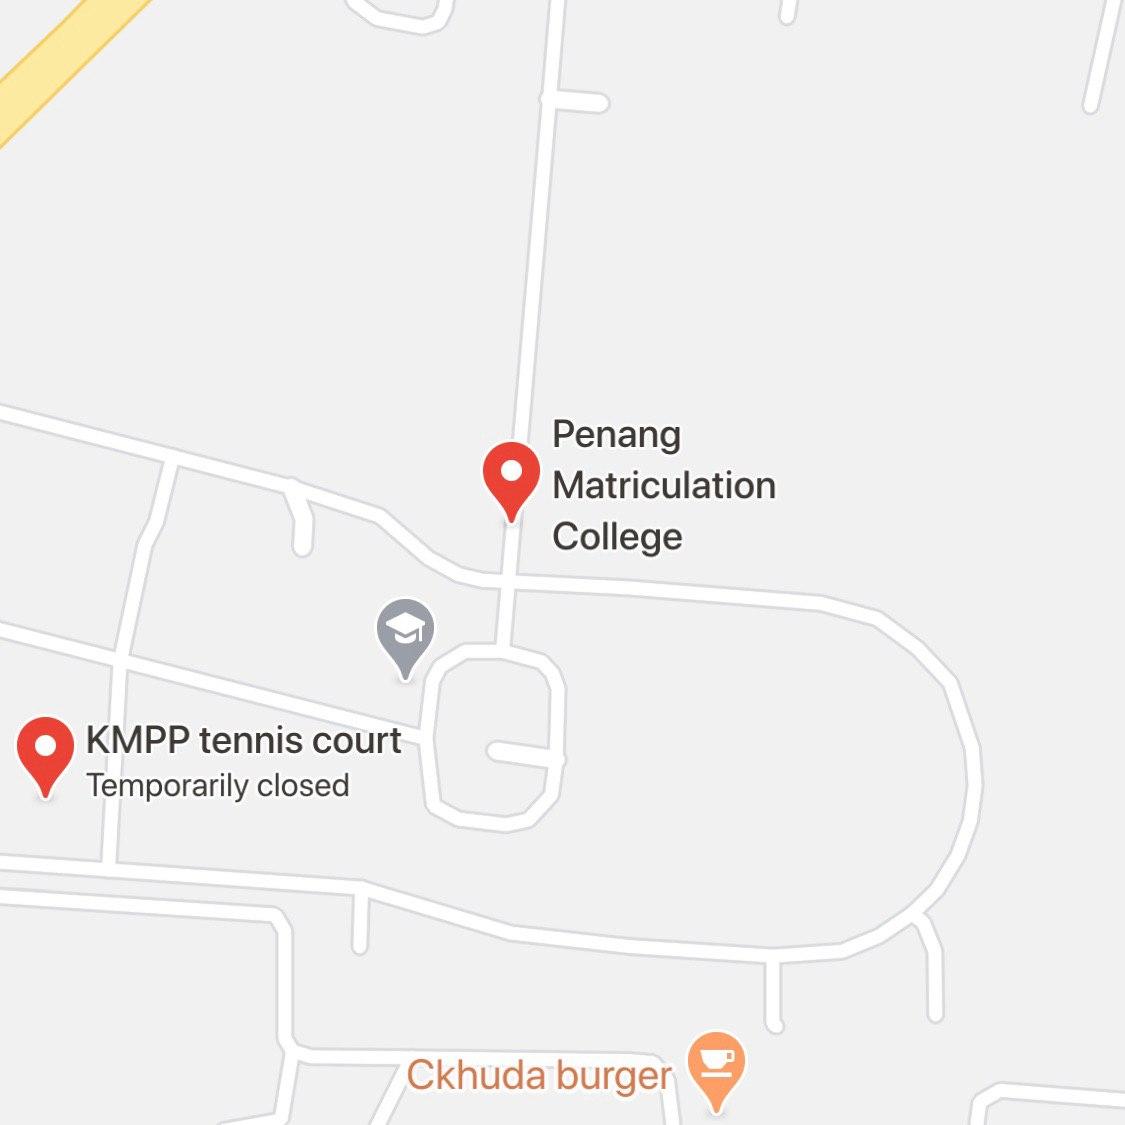 Penang
Matriculation
College
KMPP tennis court
Temporarily closed
Ckhuda burger